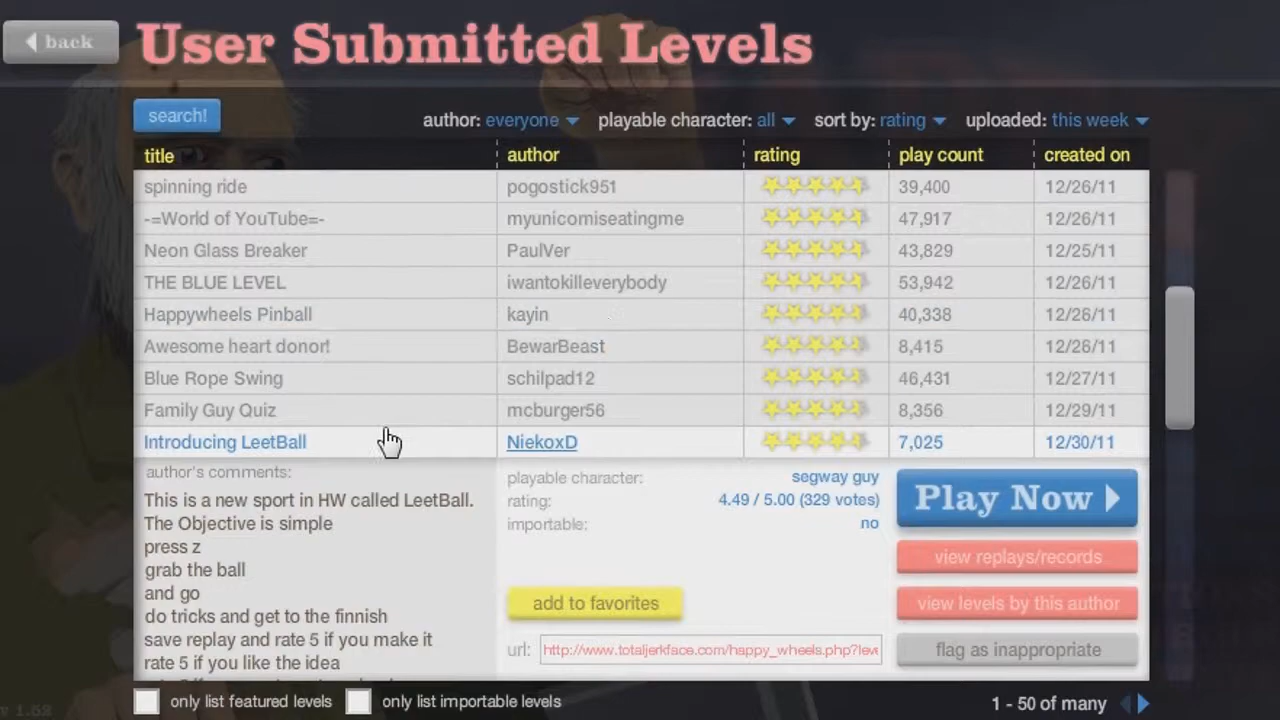 back
User Submitted Levels
search!
author: everyone playable character: all sort by: rating uploaded: this week
title author rating play count created on
spinning ride pogostick951 39,400 12/26/11
-=World of YouTube=- myunicorniseatingme 47,917 12/26/11
Neon Glass Breaker PaulVer 43,829 12/25/11
THE BLUE LEVEL iwantokilleverybody 53,942 12/26/11
Happywheels Pinball kayin 40,338 12/26/11
Awesome heart donor! BewarBeast 8,415 12/26/11
Blue Rope Swing schilpad12 46,431 12/27/11
Family Guy Quiz mcburger56 8,356 12/29/11
Introducing LeetBall NiekoxD 7,025 12/30/11
author's comments:
This is a new sport in HW called LeetBall.
The Objective is simple
press z
grab the ball
and go
do tricks and get to the finnish
save replay and rate 5 if you make it
rate 5 if you like the idea
playable character: segway guy
rating: 4.49 / 5.00 (329 votes)
importable: no
add to favorites
url: http://www.totaljerkface.com/happy_wheels.php?leve
Play Now
view replays/records
view levels by this author
flag as inappropriate
only list featured levels only list importable levels
1 - 50 of many
v 1.52